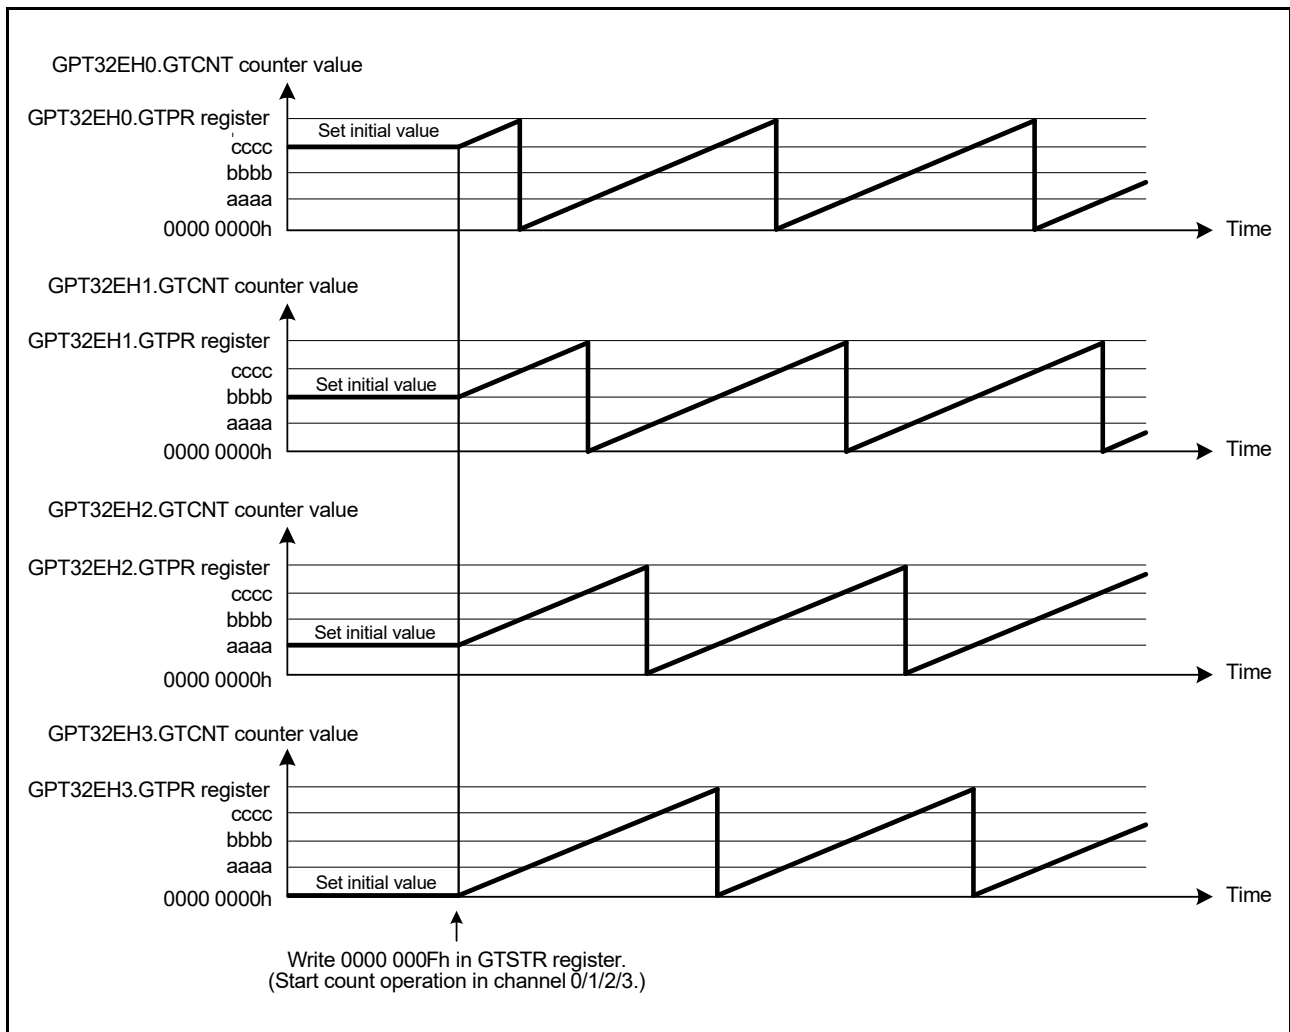 GPT32EH0.GTCNT counter value
GPT32EH0.GTPR register
Set initial value
cccc
bbbb
aaaa
0000 0000h
Time
GPT32EH1.GTCNT counter value
GPT32EH1.GTPR register
cccc
Set initial value
bbbb
aaaa
0000 0000h
Time
GPT32EH2.GTCNT counter value
GPT32EH2.GTPR register
cccc
bbbb
Set initial value
aaaa
0000 0000h
Time
GPT32EH3.GTCNT counter value
GPT32EH3.GTPR register
cccc
bbbb
aaaa
Set initial value
0000 0000h
Time
Write 0000 000Fh in GTSTR register.
(Start count operation in channel 0/1/2/3.)